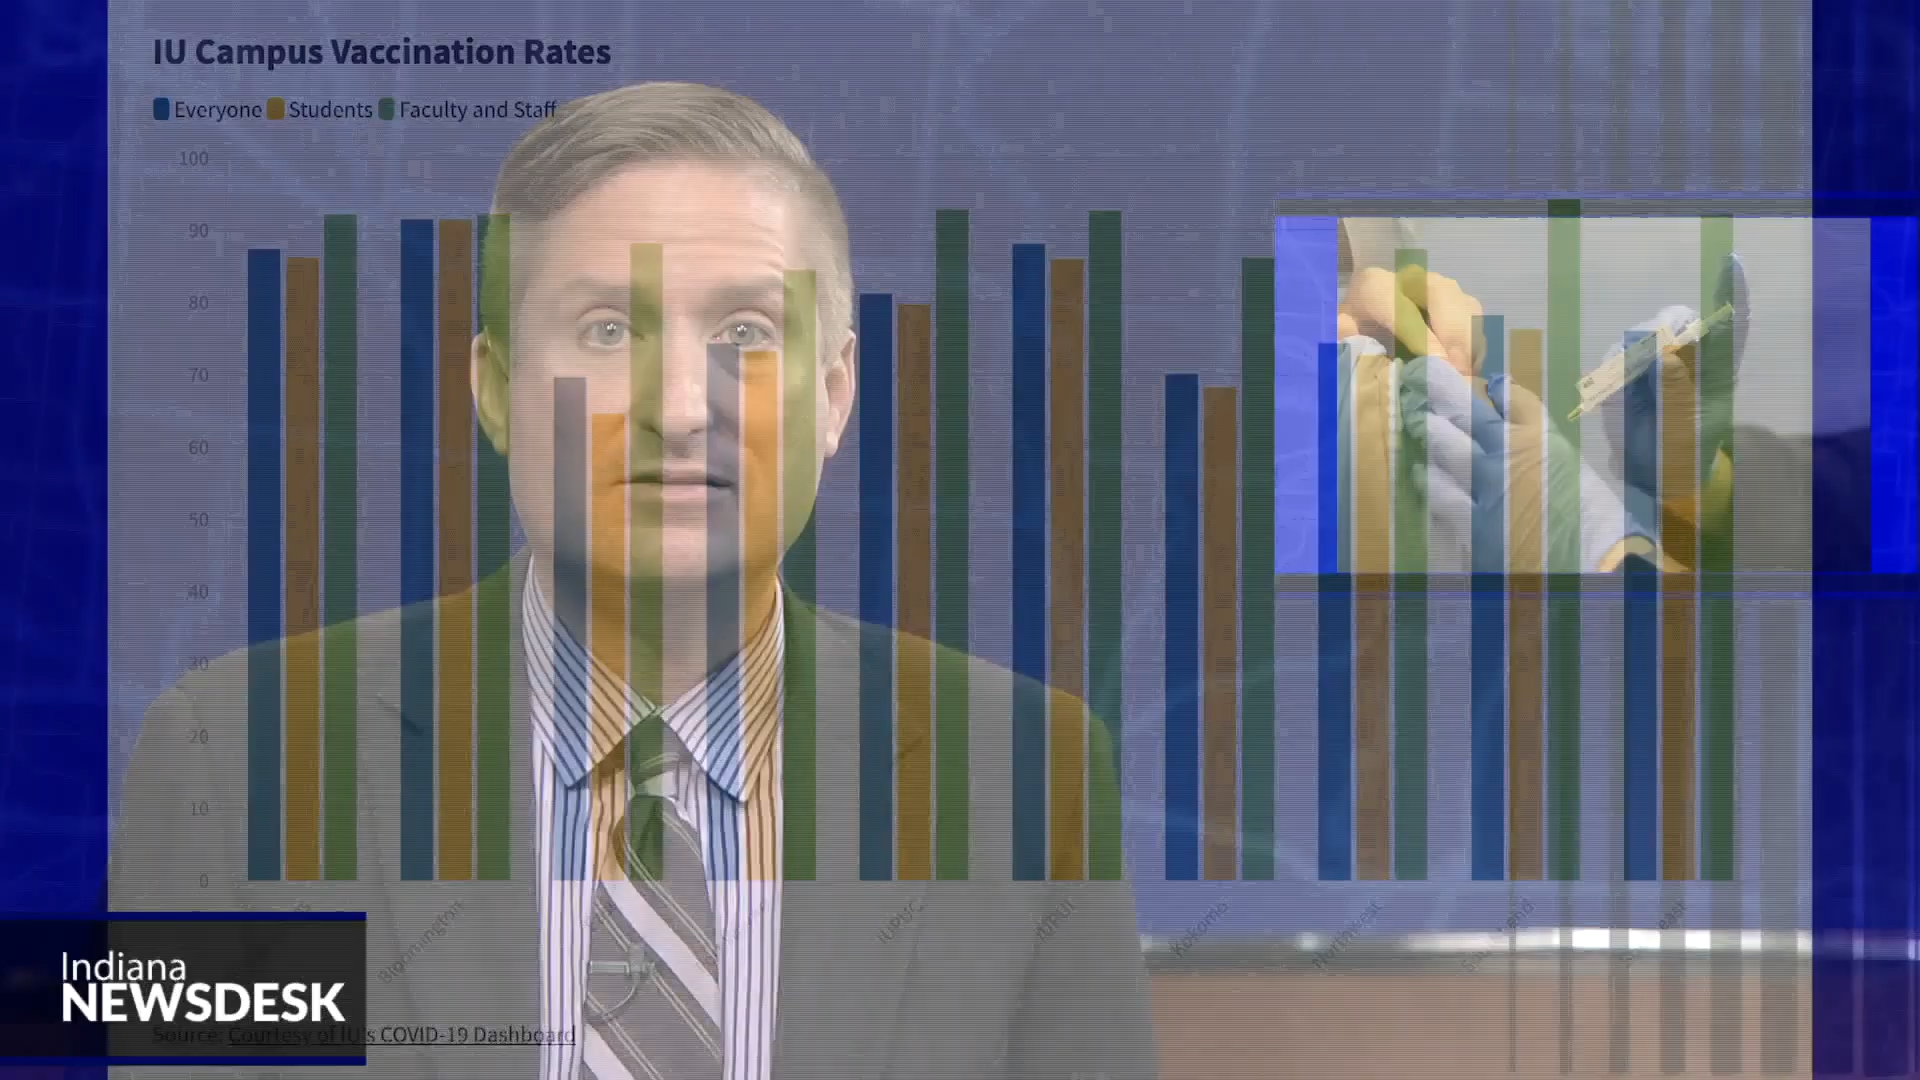 IU Campus Vaccination Rates
Everyone Students Faculty and Staff
100
90
80
70
60
50
40
30
20
10
0
Bloomington
IUPUC
IUPUI
Kokomo
Northwest
Indiana
NEWSDESK
Source: Courtesy of IU's COVID-19 Dashboard